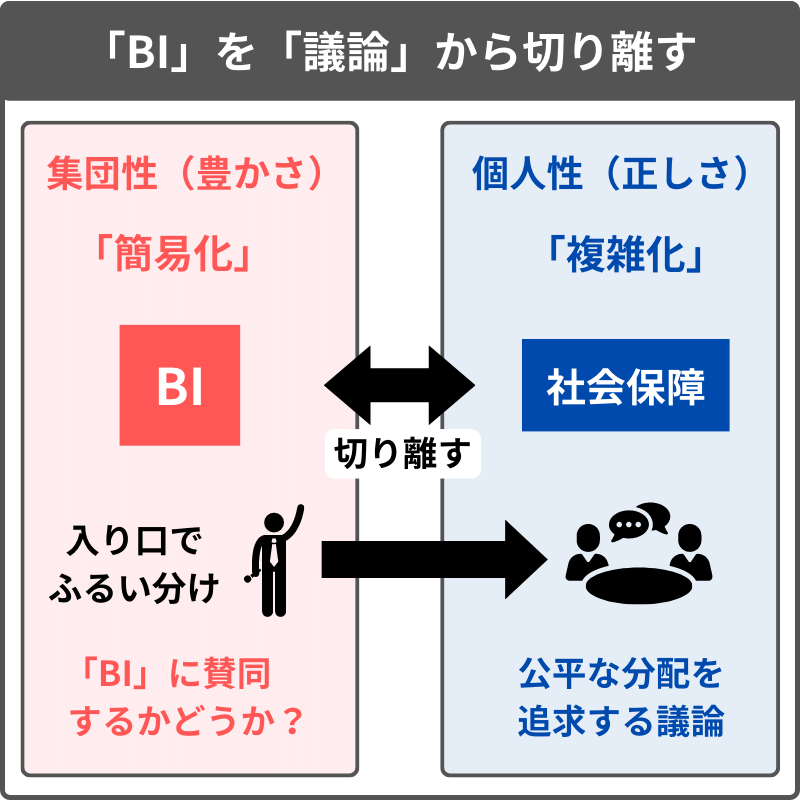 「BI」を「議論」から切り離す
集団性（豊かさ）
「簡易化」
BI
入り口で
ふるい分け
「BI」に賛同
するかどうか？
切り離す
個人性（正しさ）
「複雑化」
社会保障
公平な分配を
追求する議論